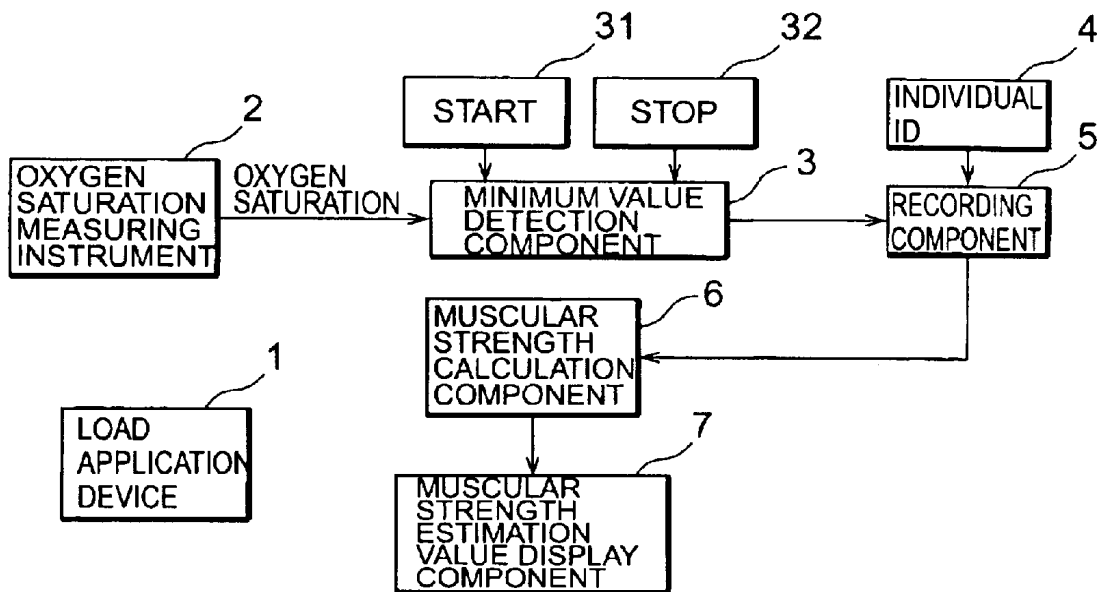 31
32
4
START
STOP
INDIVIDUAL
ID
2
3
5
OXYGEN
SATURATION
MEASURING
INSTRUMENT
OXYGEN
SATURATION
MINIMUM VALUE
DETECTION
COMPONENT
RECORDING
COMPONENT
6
MUSCULAR
STRENGTH
CALCULATION
COMPONENT
1
LOAD
APPLICATION
DEVICE
7
MUSCULAR
STRENGTH
ESTIMATION
VALUE DISPLAY
COMPONENT